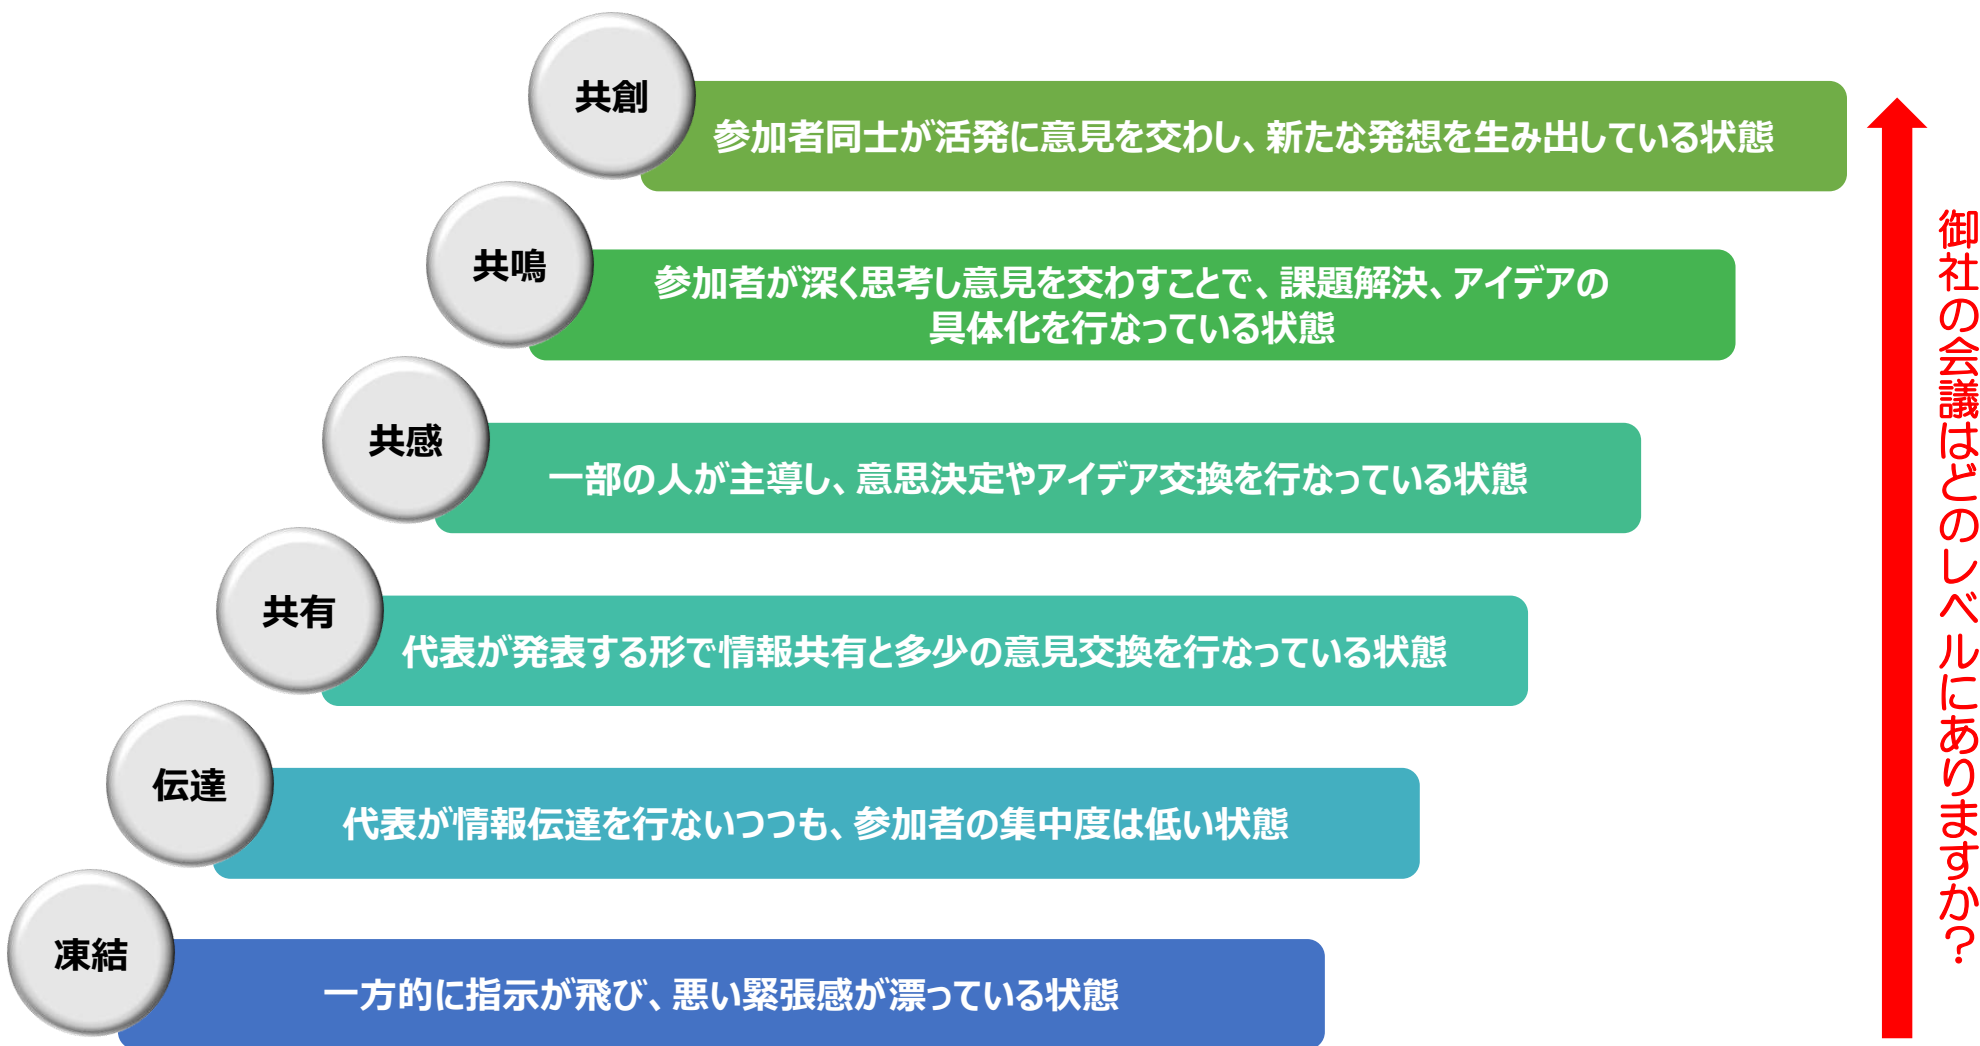 共創
参加者同士が活発に意見を交わし、新たな発想を生み出している状態
共鳴
参加者が深く思考し意見を交わすことで、課題解決、アイデアの
具体化を行なっている状態
共感
一部の人が主導し、意思決定やアイデア交換を行なっている状態
共有
代表が発表する形で情報共有と多少の意見交換を行なっている状態
伝達
代表が情報伝達を行ないつつも、参加者の集中度は低い状態
凍結
一方的に指示が飛び、悪い緊張感が漂っている状態
御社の会議はどのレベルにありますか?